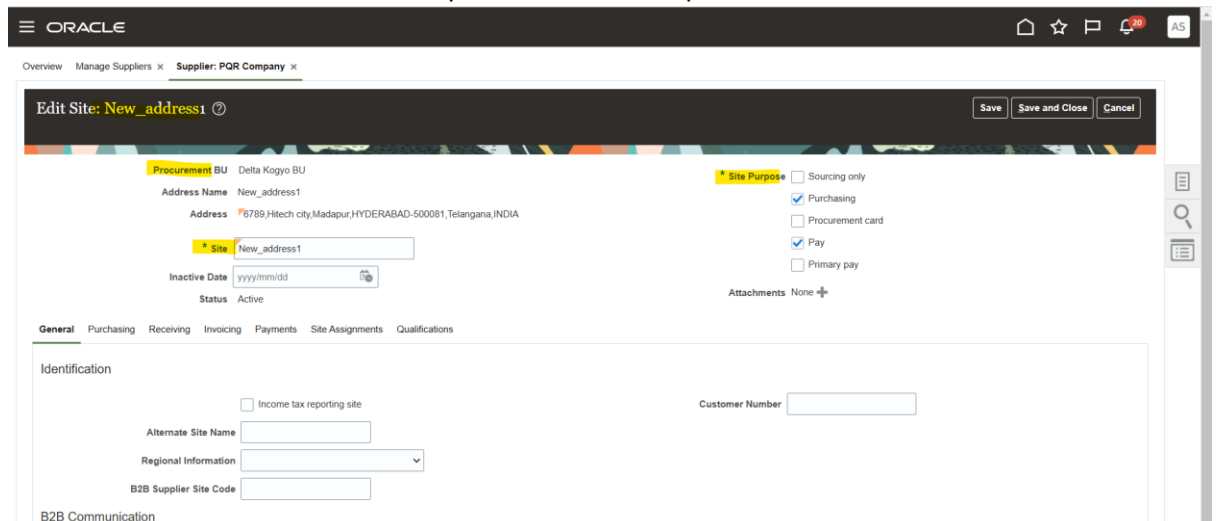 ORACLE
20
AS
Overview Manage Suppliers × Supplier: PQR Company ×
Edit Site: New_address1
Save Save and Close Cancel
Procurement BU Delta Kogyo BU
Address Name New_address1
Address 6789,Hitech city,Madapur,HYDERABAD-500081,Telangana,INDIA
* Site New_address1
Inactive Date yyyy/mm/dd
Status Active
* Site Purpose Sourcing only
Purchasing
Procurement card
Pay
Primary pay
Attachments None
General Purchasing Receiving Invoicing Payments Site Assignments Qualifications
Identification
Income tax reporting site
Customer Number
Alternate Site Name
Regional Information
B2B Supplier Site Code
B2B Communication